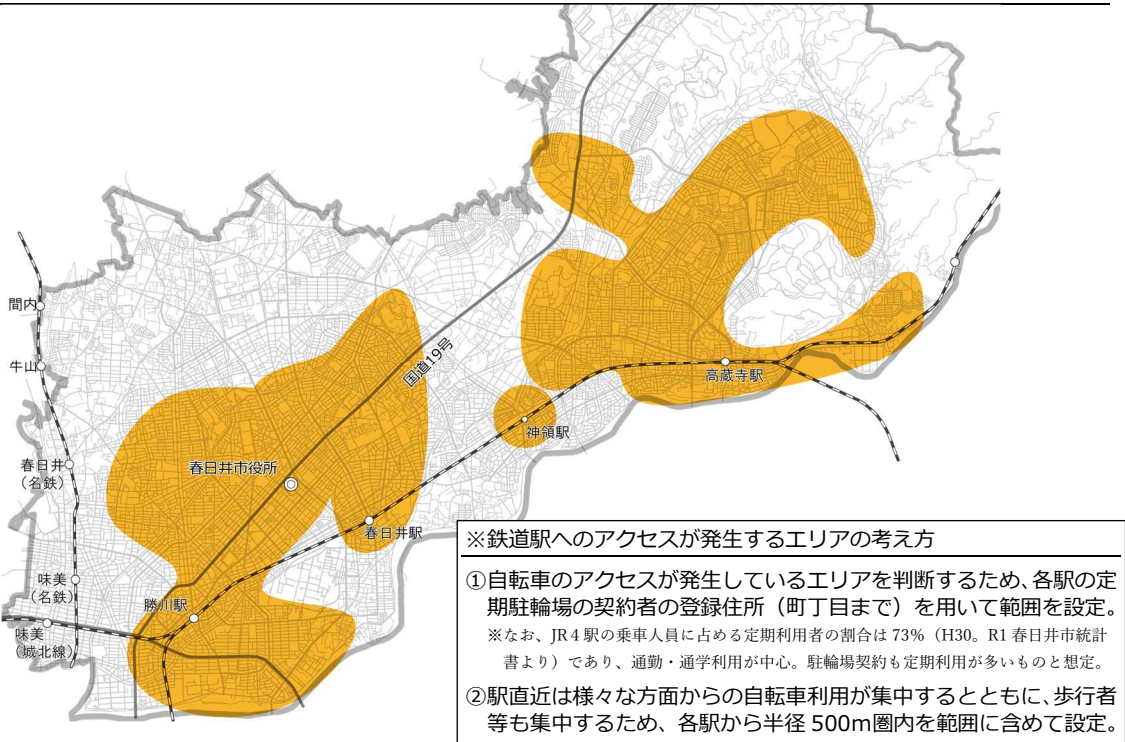 国道19号
間内
牛山
高蔵寺駅
神領駅
春日井
(名鉄)
春日井市役所
春日井駅
味美
(名鉄)
勝川駅
味美
(城北線)
※鉄道駅へのアクセスが発生するエリアの考え方
①自転車のアクセスが発生しているエリアを判断するため、各駅の定
期駐輪場の契約者の登録住所（町丁目まで）を用いて範囲を設定。
※なお、JR４駅の乗車人員に占める定期利用者の割合は 73%（H30。R1 春日井市統計
書より）であり、通勤・通学利用が中心。駐輪場契約も定期利用が多いものと想定。
②駅直近は様々な方面からの自転車利用が集中するとともに、歩行者
等も集中するため、各駅から半径 500m圏内を範囲に含めて設定。